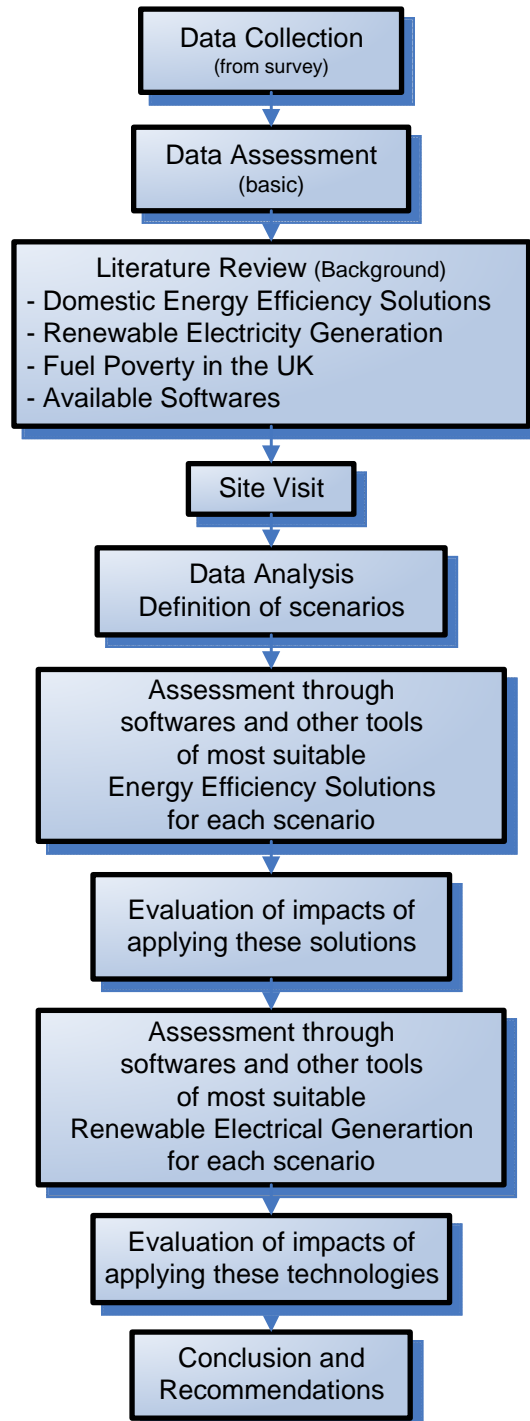 Data Collection
(from survey)
Data Assessment
(basic)
Literature Review (Background)
- Domestic Energy Efficiency Solutions
- Renewable Electricity Generation
- Fuel Poverty in the UK
- Available Softwares
Site Visit
Data Analysis
Definition of scenarios
Assessment through
softwares and other tools
of most suitable
Energy Efficiency Solutions
for each scenario
Evaluation of impacts of
applying these solutions
Assessment through
softwares and other tools
of most suitable
Renewable Electrical Generartion
for each scenario
Evaluation of impacts of
applying these technologies
Conclusion and
Recommendations